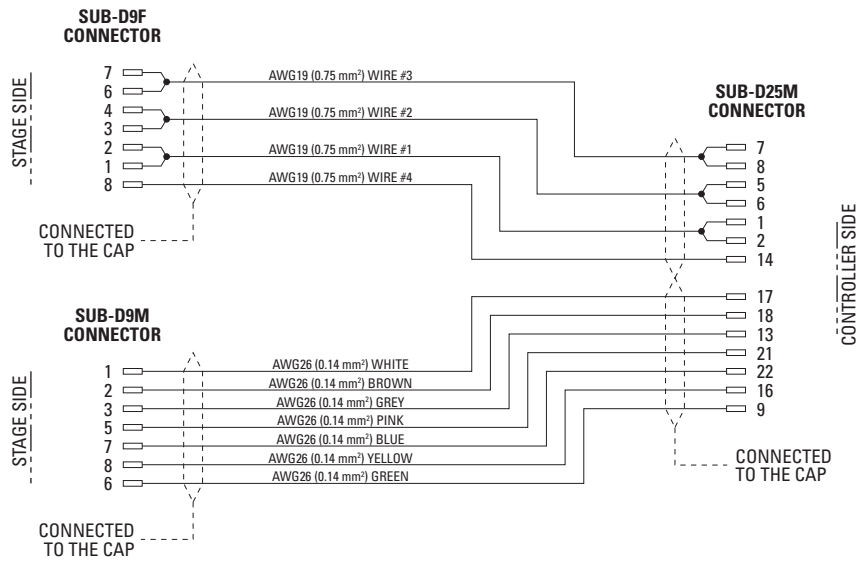 SUB-D9F
CONNECTOR
STAGE SIDE
7
6
4
3
2
1
8
AWG19 (0.75 mm²) WIRE #3
AWG19 (0.75 mm²) WIRE #2
AWG19 (0.75 mm²) WIRE #1
AWG19 (0.75 mm²) WIRE #4
CONNECTED
TO THE CAP
SUB-D9M
CONNECTOR
STAGE SIDE
1
2
3
5
7
8
6
AWG26 (0.14 mm²) WHITE
AWG26 (0.14 mm²) BROWN
AWG26 (0.14 mm²) GREY
AWG26 (0.14 mm²) PINK
AWG26 (0.14 mm²) BLUE
AWG26 (0.14 mm²) YELLOW
AWG26 (0.14 mm²) GREEN
CONNECTED
TO THE CAP
SUB-D25M
CONNECTOR
7
8
5
6
1
2
14
17
18
13
21
22
16
9
CONTROLLER SIDE
CONNECTED
TO THE CAP